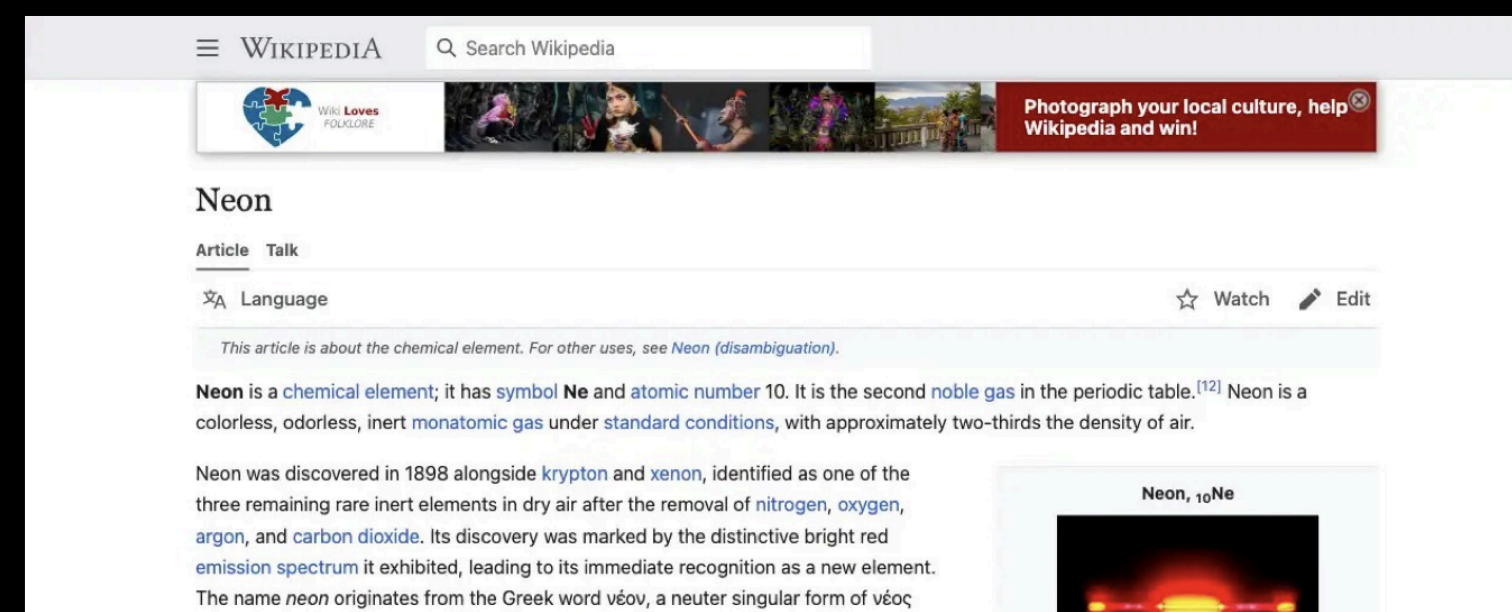 WIKIPEDIA
Search Wikipedia
Wiki Loves
FOLKLORE
Photograph your local culture, help
Wikipedia and win!
Neon
Article Talk
Language
Watch Edit
This article is about the chemical element. For other uses, see Neon (disambiguation).
Neon is a chemical element; it has symbol Ne and atomic number 10. It is the second noble gas in the periodic table.[12] Neon is a
colorless, odorless, inert monatomic gas under standard conditions, with approximately two-thirds the density of air.
Neon was discovered in 1898 alongside krypton and xenon, identified as one of the
three remaining rare inert elements in dry air after the removal of nitrogen, oxygen,
argon, and carbon dioxide. Its discovery was marked by the distinctive bright red
emission spectrum it exhibited, leading to its immediate recognition as a new element.
The name neon originates from the Greek word νέον, a neuter singular form of νέος
Neon, ₁₀Ne